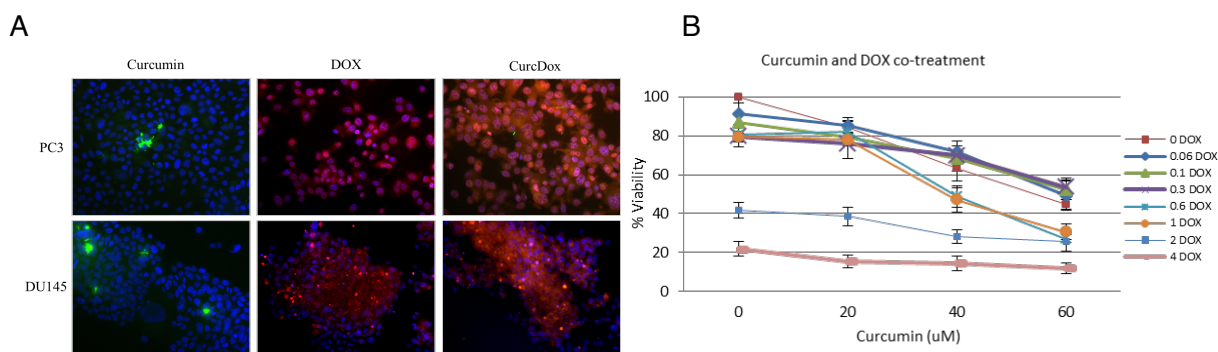 A
Curcumin DOX CurcDox
PC3
DU145
B
Curcumin and DOX co-treatment
% Viability
100
80
60
40
20
0
0 20 40 60
Curcumin (uM)
0 DOX
0.06 DOX
0.1 DOX
0.3 DOX
0.6 DOX
1 DOX
2 DOX
4 DOX